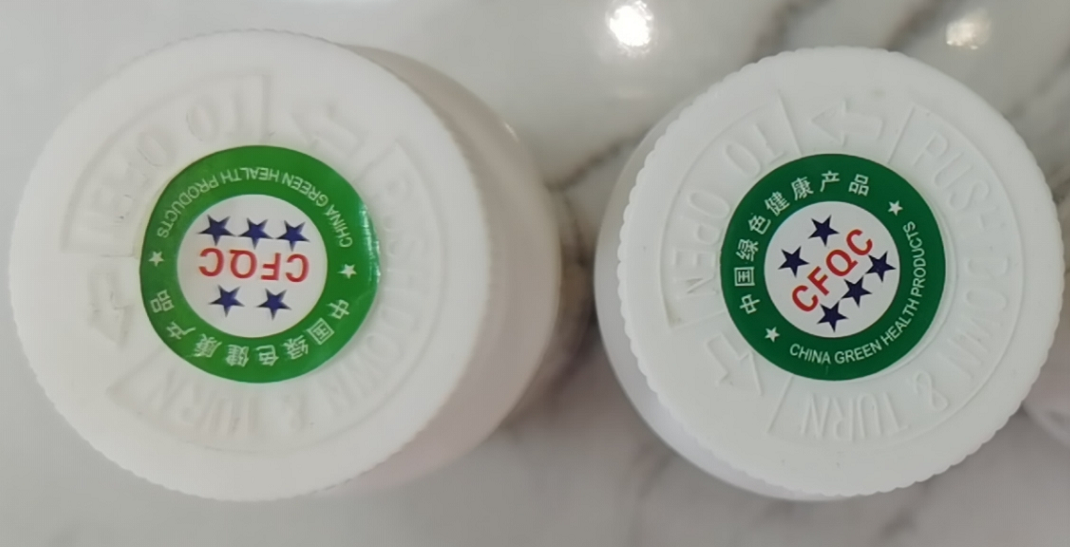 TO OPEN
PUSH DOWN & TURN
中国绿色健康产品
CFQC
CHINA GREEN HEALTH PRODUCTS
TO OPEN
PUSH DOWN & TURN
中国绿色健康产品
CFQC
CHINA GREEN HEALTH PRODUCTS